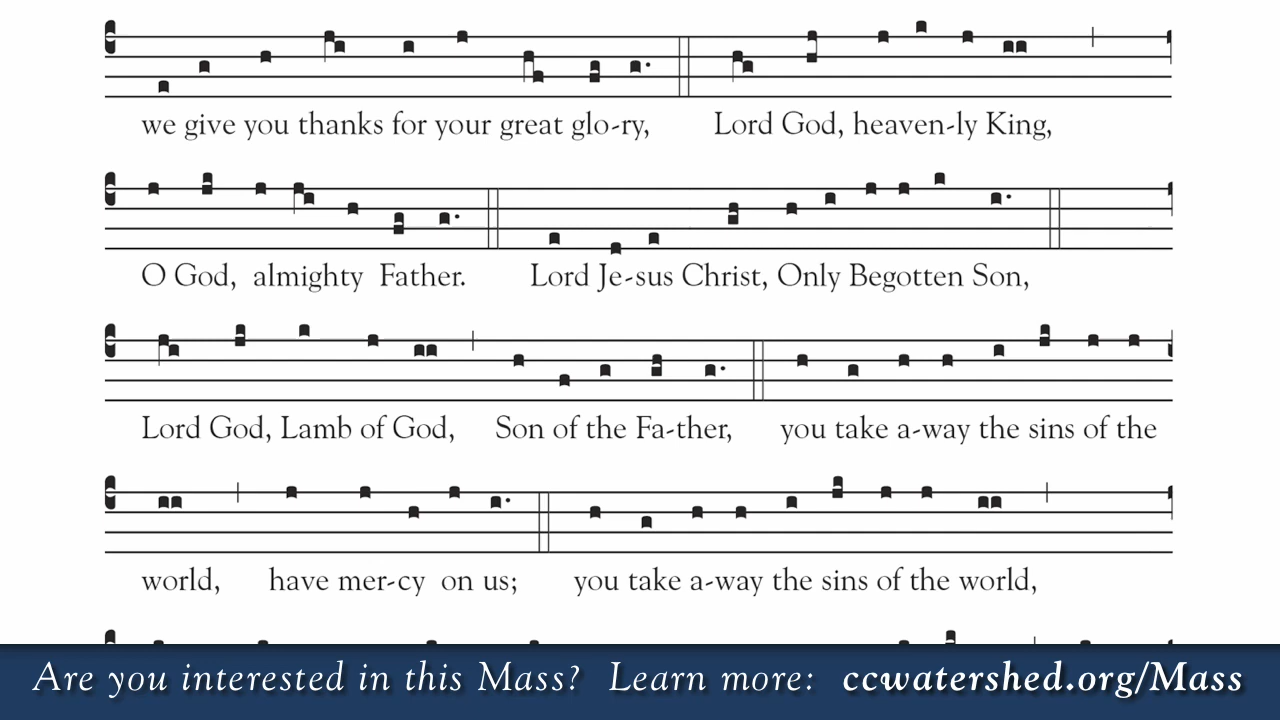 we give you thanks for your great glo-ry, Lord God, heaven-ly King,
O God, almighty Father. Lord Je-sus Christ, Only Begotten Son,
Lord God, Lamb of God, Son of the Fa-ther, you take a-way the sins of the
world, have mer-cy on us; you take a-way the sins of the world,
Are you interested in this Mass? Learn more: ccwatershed.org/Mass